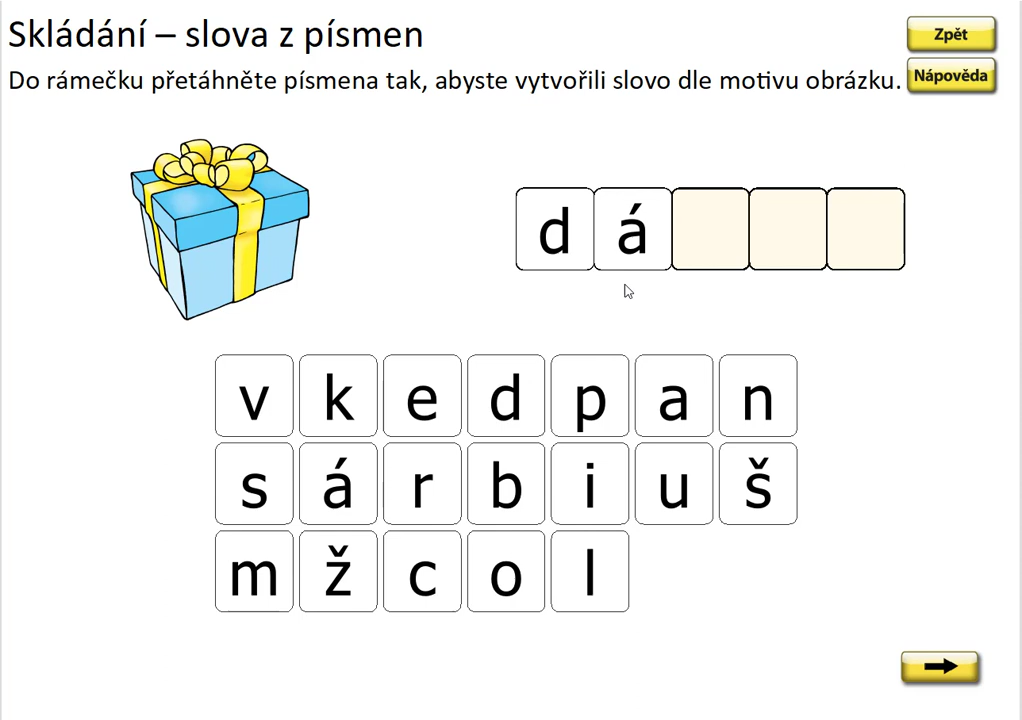 Skládání – slova z písmen
Zpět
Do rámečku přetáhněte písmena tak, abyste vytvořili slovo dle motivu obrázku.
Nápověda
d á
v k e d p a n
s á r b i u š
m ž c o l